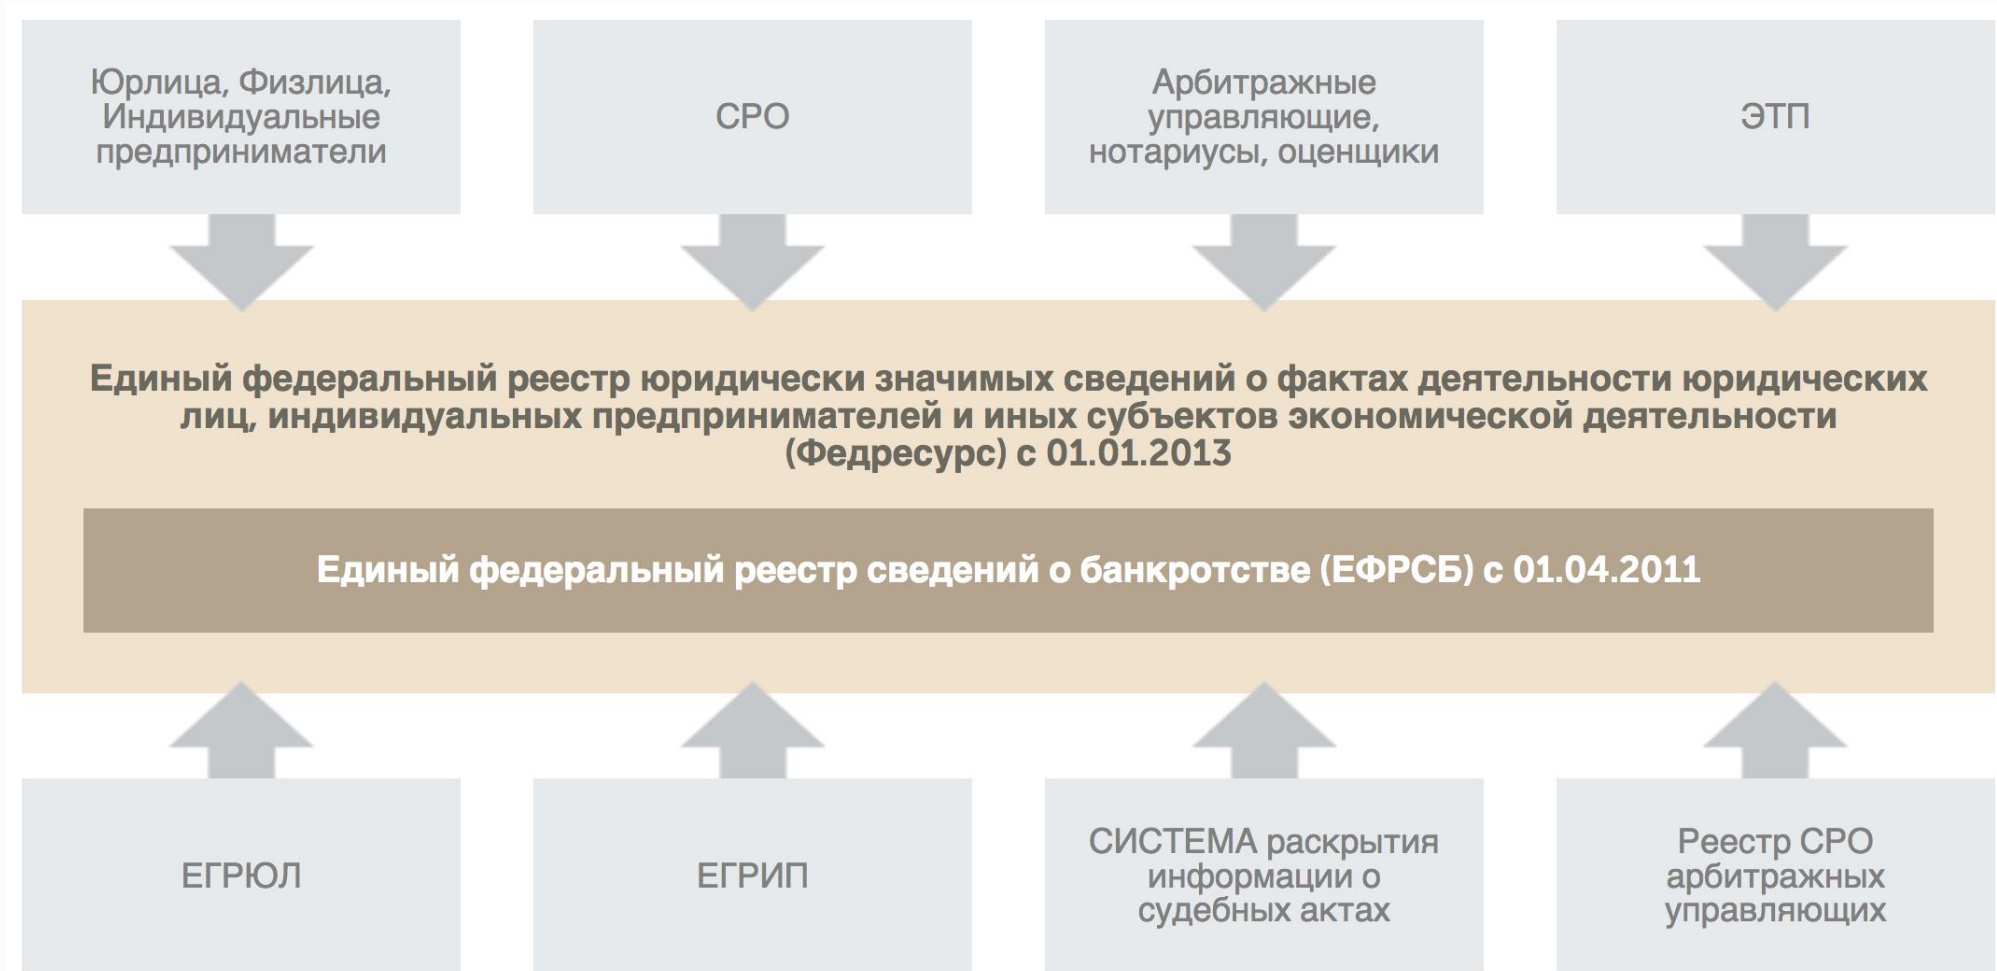 Юрлица, Физлица,
Индивидуальные
предприниматели
СРО
Арбитражные
управляющие,
нотариусы, оценщики
ЭТП
Единый федеральный реестр юридически значимых сведений о фактах деятельности юридических
лиц, индивидуальных предпринимателей и иных субъектов экономической деятельности
(Федресурс) с 01.01.2013
Единый федеральный реестр сведений о банкротстве (ЕФРСБ) с 01.04.2011
ЕГРЮЛ
ЕГРИП
СИСТЕМА раскрытия
информации о
судебных актах
Реестр СРО
арбитражных
управляющих